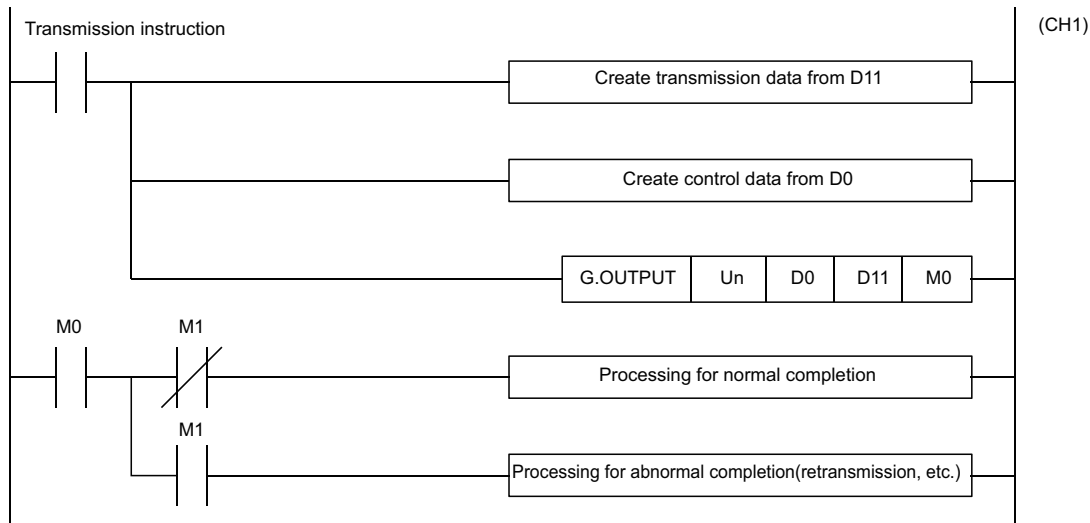 Transmission instruction
(CH1)
Create transmission data from D11
Create control data from D0
G.OUTPUT Un D0 D11 M0
M0 M1
Processing for normal completion
M1
Processing for abnormal completion(retransmission, etc.)